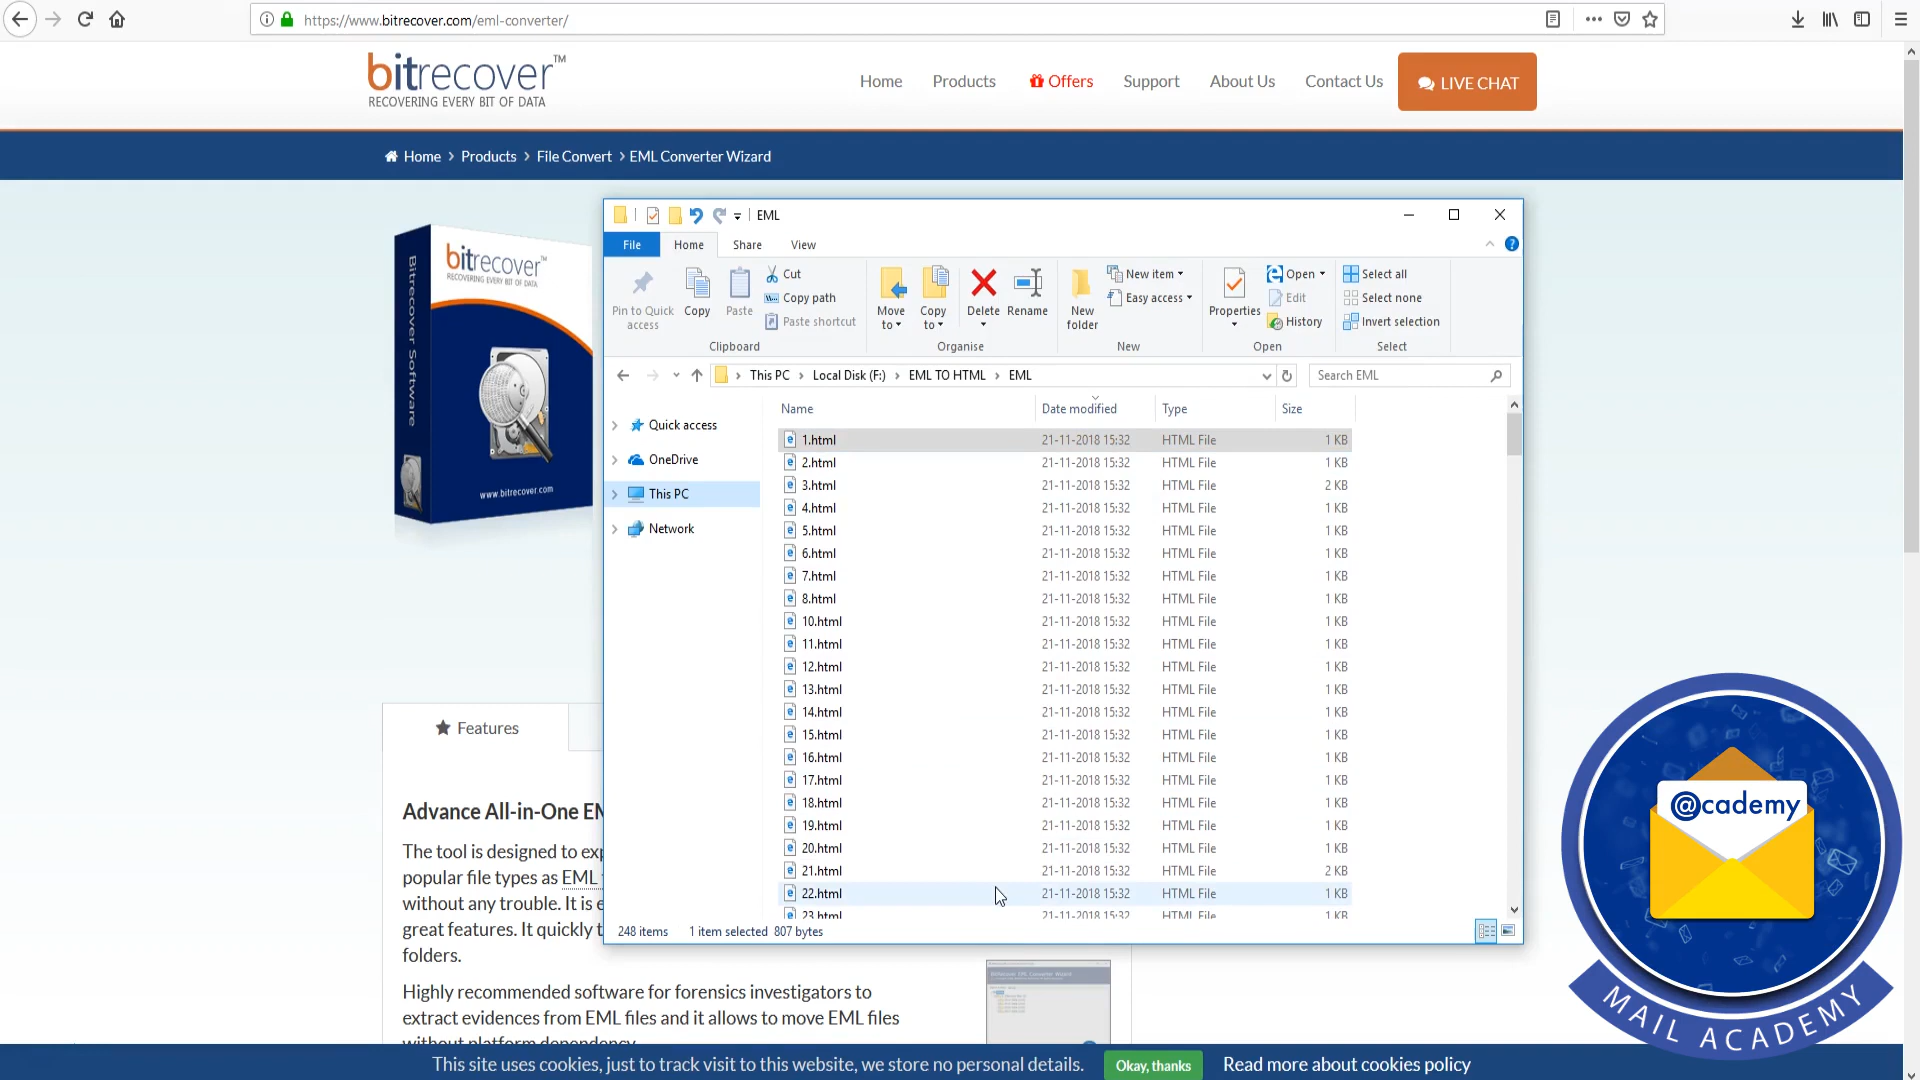 https://www.bitrecover.com/eml-converter/
bitrecover™
RECOVERING EVERY BIT OF DATA
Home
Products
Offers
Support
About Us
Contact Us
LIVE CHAT
Home › Products › File Convert › EML Converter Wizard
Bitrecover Software
bitrecover™
RECOVERING EVERY BIT OF DATA
www.bitrecover.com
EML
File
Home
Share
View
Pin to Quick access
Copy
Paste
Cut
Copy path
Paste shortcut
Clipboard
Move to
Copy to
Delete
Rename
Organise
New folder
New item
Easy access
New
Properties
Open
Edit
History
Open
Select all
Select none
Invert selection
Select
This PC › Local Disk (F:) › EML TO HTML › EML
Search EML
Quick access
OneDrive
This PC
Network
Name Date modified Type Size
1.html 21-11-2018 15:32 HTML File 1 KB
2.html 21-11-2018 15:32 HTML File 1 KB
3.html 21-11-2018 15:32 HTML File 2 KB
4.html 21-11-2018 15:32 HTML File 1 KB
5.html 21-11-2018 15:32 HTML File 1 KB
6.html 21-11-2018 15:32 HTML File 1 KB
7.html 21-11-2018 15:32 HTML File 1 KB
8.html 21-11-2018 15:32 HTML File 1 KB
10.html 21-11-2018 15:32 HTML File 1 KB
11.html 21-11-2018 15:32 HTML File 1 KB
12.html 21-11-2018 15:32 HTML File 1 KB
13.html 21-11-2018 15:32 HTML File 1 KB
14.html 21-11-2018 15:32 HTML File 1 KB
15.html 21-11-2018 15:32 HTML File 1 KB
16.html 21-11-2018 15:32 HTML File 1 KB
17.html 21-11-2018 15:32 HTML File 1 KB
18.html 21-11-2018 15:32 HTML File 1 KB
19.html 21-11-2018 15:32 HTML File 1 KB
20.html 21-11-2018 15:32 HTML File 1 KB
21.html 21-11-2018 15:32 HTML File 2 KB
22.html 21-11-2018 15:32 HTML File 1 KB
23.html 21-11-2018 15:32 HTML File 1 KB
248 items 1 item selected 807 bytes
Features
Advance All-in-One
The tool is designed to
popular file types as EML
without any trouble. It is
great features. It quickly
folders.
Highly recommended software for forensics investigators to
extract evidences from EML files and it allows to move EML files
without platform dependency.
@cademy
MAIL ACADEMY
This site uses cookies, just to track visit to this website, we store no personal details.
Okay, thanks
Read more about cookies policy